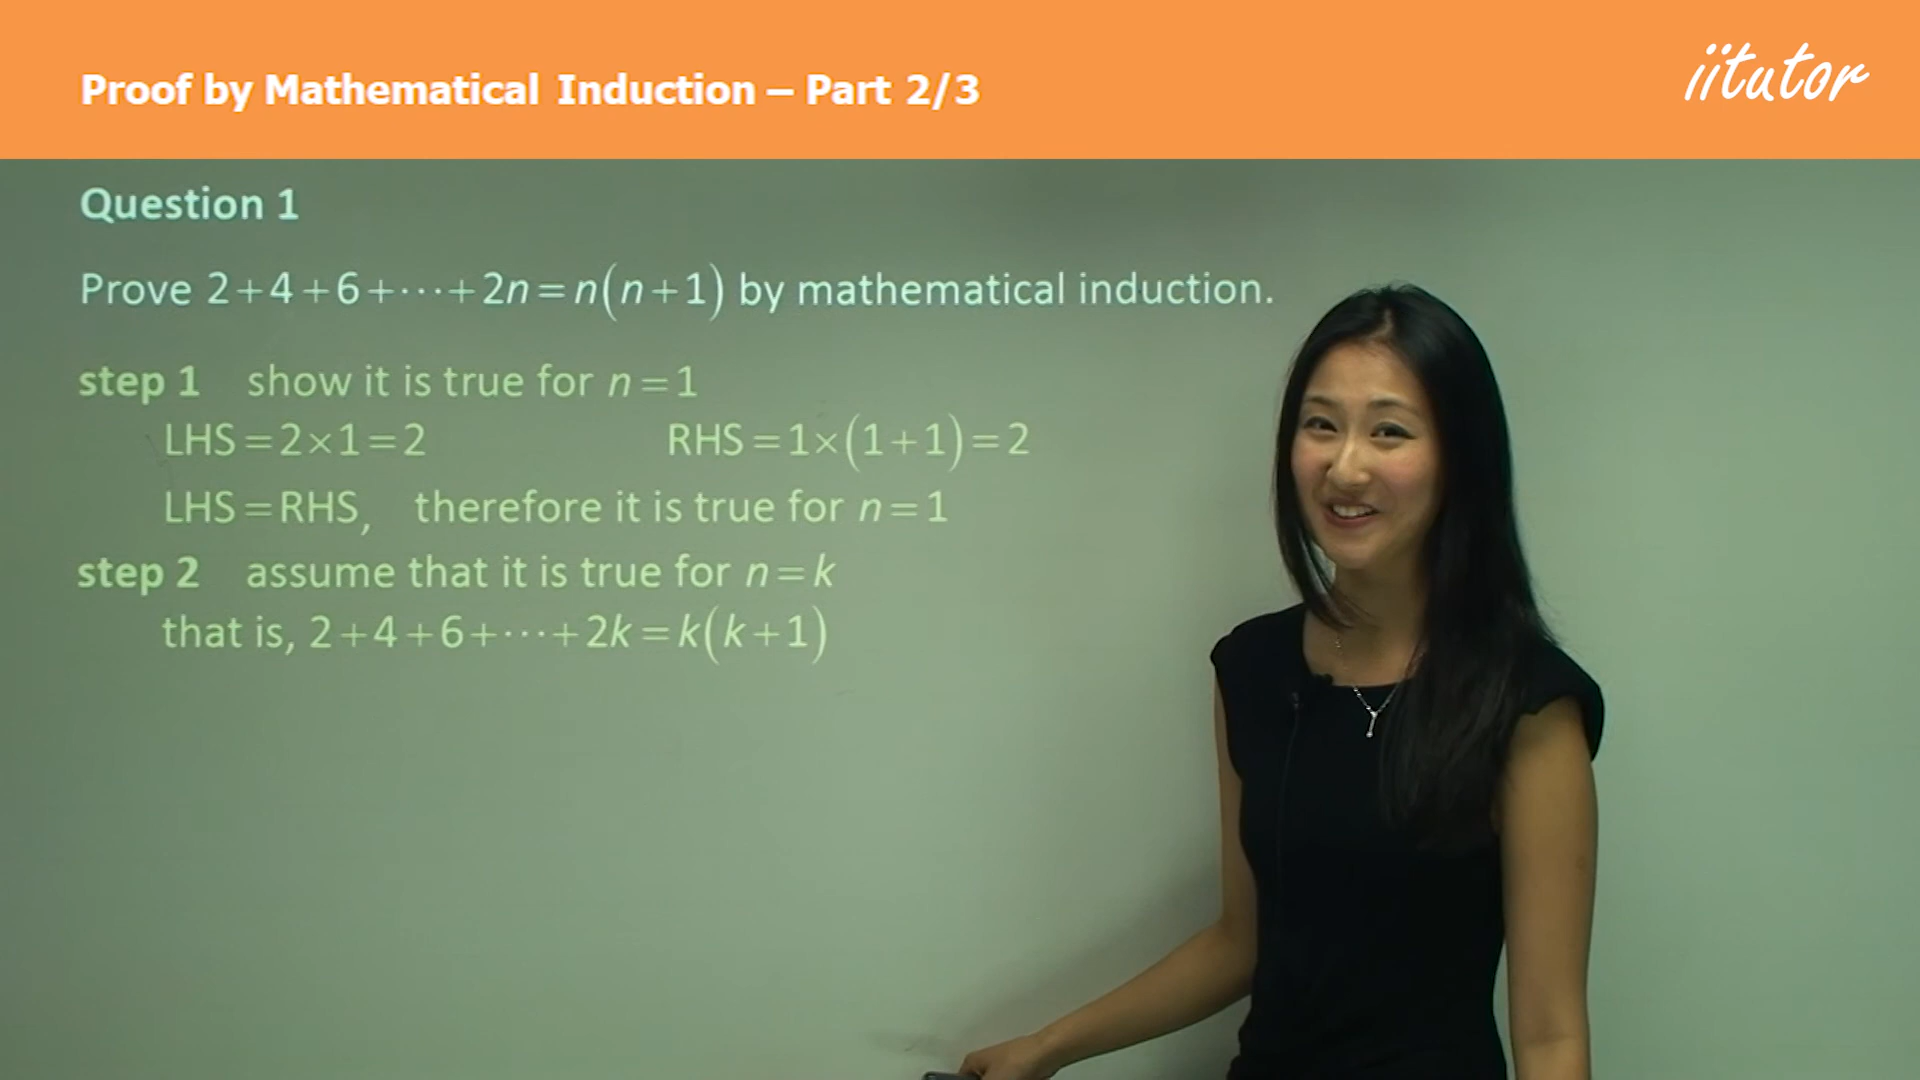 Proof by Mathematical Induction – Part 2/3
iitutor
Question 1
Prove 2+4+6+⋯+2n=n(n+1) by mathematical induction.
step 1 show it is true for n=1
LHS=2×1=2 RHS=1×(1+1)=2
LHS=RHS, therefore it is true for n=1
step 2 assume that it is true for n=k
that is, 2+4+6+⋯+2k=k(k+1)